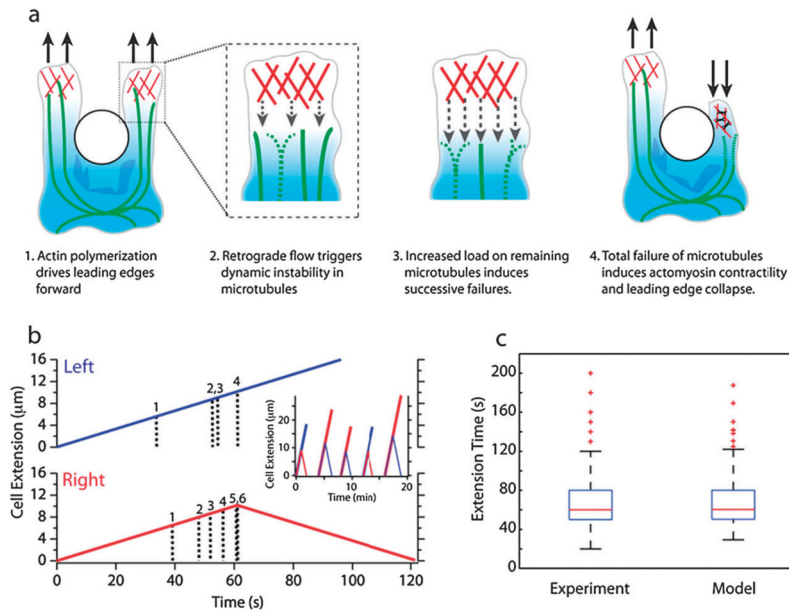 a
1. Actin polymerization
drives leading edges
forward
2. Retrograde flow triggers
dynamic instability in
microtubules
3. Increased load on remaining
microtubules induces
successive failures.
4. Total failure of microtubules
induces actomyosin contractility
and leading edge collapse.
b
Left
16
12
8
4
0
1
2,3
4
Right
16
12
8
4
0
1
2
3
4
5,6
Cell Extension (μm)
0
20
40
60
80
100
120
Time (s)
Cell Extension (μm)
20
10
0
0
5
10
15
20
Time (min)
c
Extension Time (s)
200
160
120
80
40
0
Experiment
Model